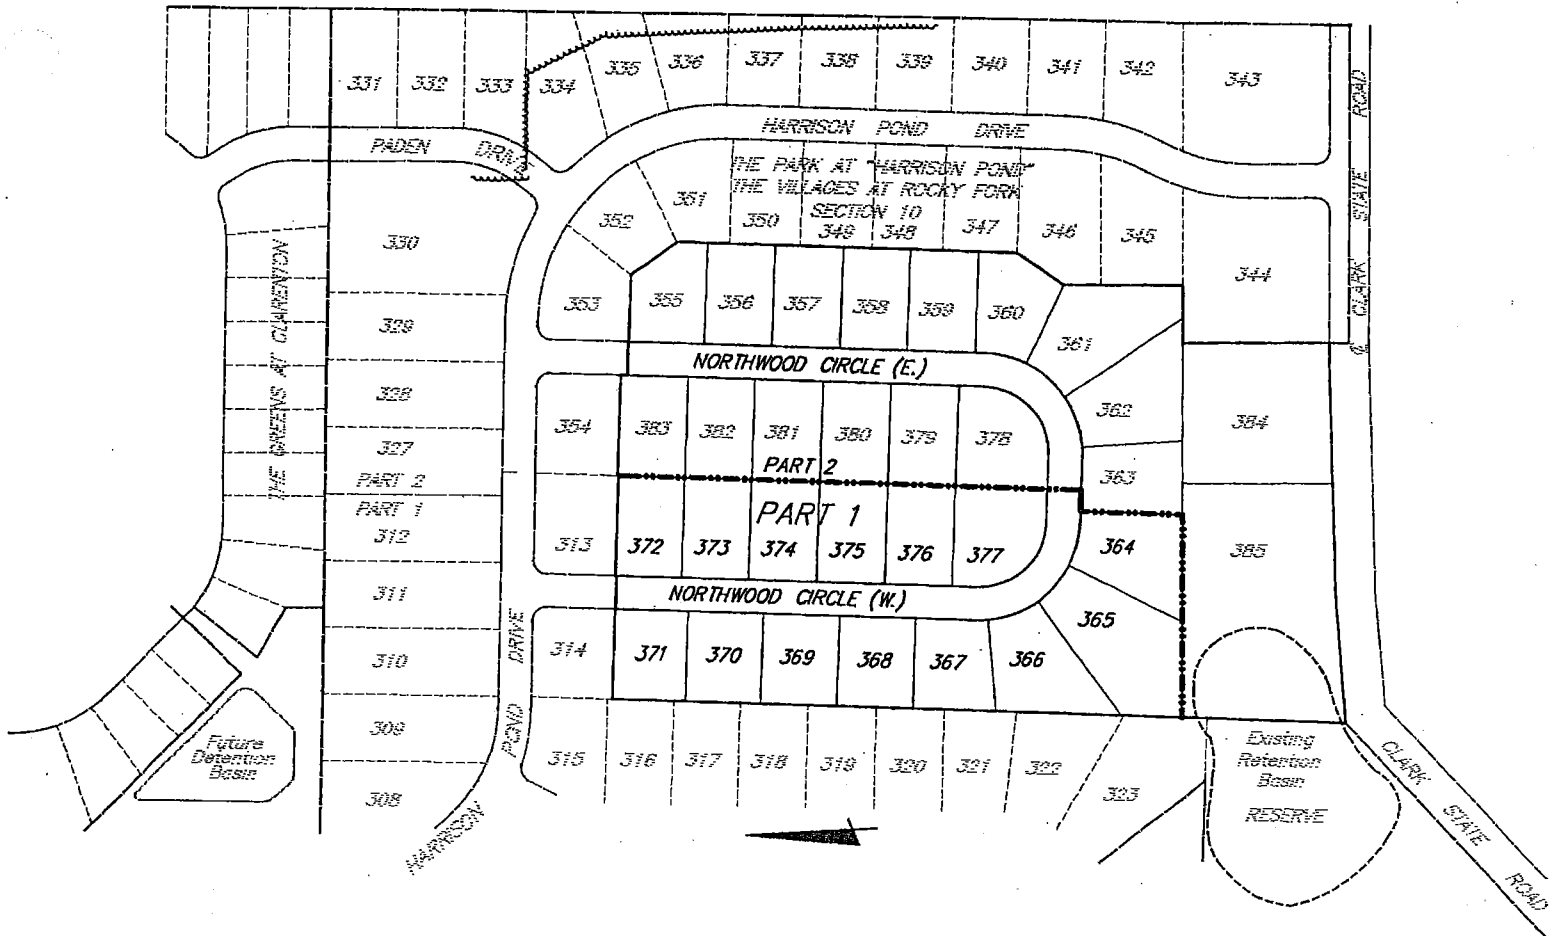 331 332 333 334 335 336 337 338 339 340 341 342 343
PADEN DRIVE
HARRISON POND DRIVE
CLARK STATE ROAD
THE PARK AT "HARRISON POND"
THE VILLAGES AT ROCKY FORK
SECTION 10
352 351 350 349 348 347 346 345 344
THE GREENS AT CLARENTON
330
353 355 356 357 358 359 360 361
329
NORTHWOOD CIRCLE (E.)
328
354 383 382 381 380 379 378 362 384
327
PART 2
363
PART 2
PART 1
PART 1
312
313 372 373 374 375 376 377 364 385
311
NORTHWOOD CIRCLE (W.)
365
310
314 371 370 369 368 367 366
309
HARRISON POND DRIVE
Future
Detention
Basin
315 316 317 318 319 320 321 322 323
308
Existing
Retention
Basin
RESERVE
CLARK STATE ROAD